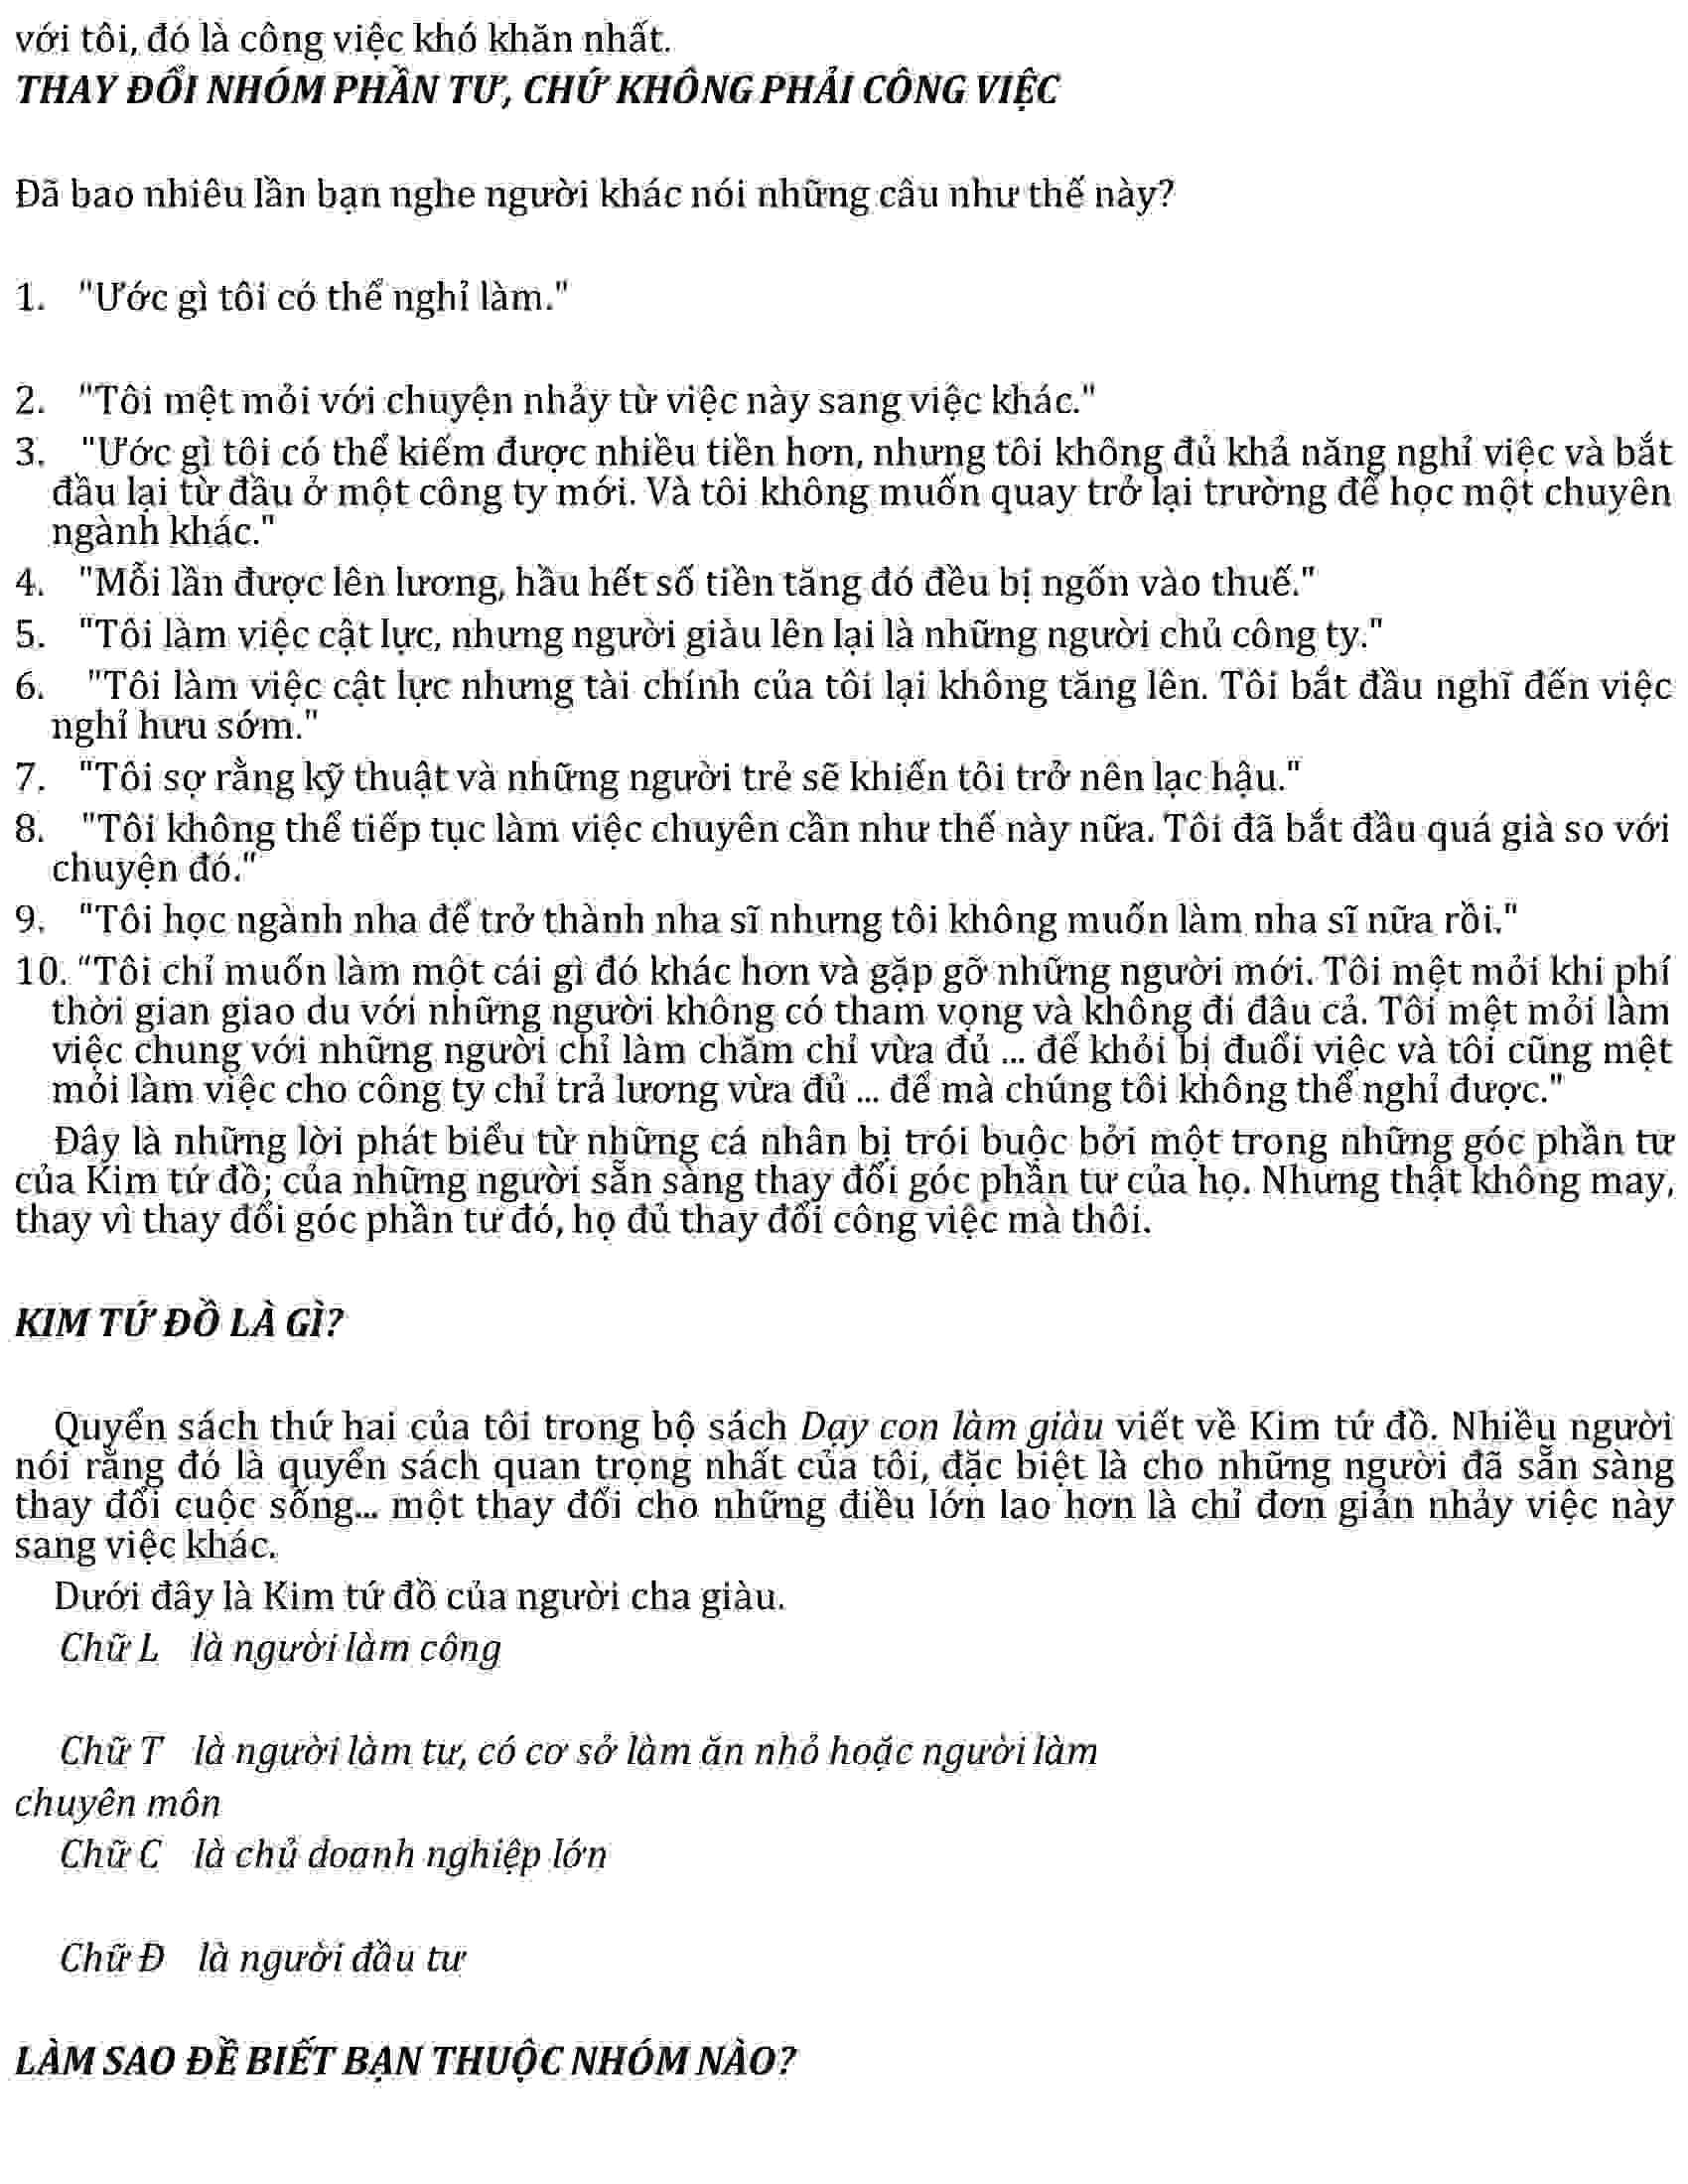 với tôi, đó là công việc khó khăn nhất.
THAY ĐỔI NHÓM PHẦN TƯ, CHỨ KHÔNG PHẢI CÔNG VIỆC
Đã bao nhiêu lần bạn nghe người khác nói những câu như thế này?
1. "Ước gì tôi có thể nghỉ làm."
2. "Tôi mệt mỏi với chuyện nhảy từ việc này sang việc khác."
3. "Ước gì tôi có thể kiếm được nhiều tiền hơn, nhưng tôi không đủ khả năng nghỉ việc và bắt
đầu lại từ đầu ở một công ty mới. Và tôi không muốn quay trở lại trường để học một chuyên
ngành khác."
4. "Mỗi lần được lên lương, hầu hết số tiền tăng đó đều bị ngốn vào thuế."
5. "Tôi làm việc cật lực, nhưng người giàu lên lại là những người chủ công ty."
6. "Tôi làm việc cật lực nhưng tài chính của tôi lại không tăng lên. Tôi bắt đầu nghĩ đến việc
nghỉ hưu sớm."
7. "Tôi sợ rằng kỹ thuật và những người trẻ sẽ khiến tôi trở nên lạc hậu."
8. "Tôi không thể tiếp tục làm việc chuyên cần như thế này nữa. Tôi đã bắt đầu quá già so với
chuyện đó."
9. "Tôi học ngành nha để trở thành nha sĩ nhưng tôi không muốn làm nha sĩ nữa rồi."
10. "Tôi chỉ muốn làm một cái gì đó khác hơn và gặp gỡ những người mới. Tôi mệt mỏi khi phí
thời gian giao du với những người không có tham vọng và không đi đâu cả. Tôi mệt mỏi làm
việc chung với những người chỉ làm chăm chỉ vừa đủ ... để khỏi bị đuổi việc và tôi cũng mệt
mỏi làm việc cho công ty chỉ trả lương vừa đủ ... để mà chúng tôi không thể nghỉ được."
Đây là những lời phát biểu từ những cá nhân bị trói buộc bởi một trong những góc phần tư
của Kim tứ đồ; của những người sẵn sàng thay đổi góc phần tư của họ. Nhưng thật không may,
thay vì thay đổi góc phần tư đó, họ đủ thay đổi công việc mà thôi.
KIM TỨ ĐỒ LÀ GÌ?
Quyển sách thứ hai của tôi trong bộ sách Dạy con làm giàu viết về Kim tứ đồ. Nhiều người
nói rằng đó là quyển sách quan trọng nhất của tôi, đặc biệt là cho những người đã sẵn sàng
thay đổi cuộc sống... một thay đổi cho những điều lớn lao hơn là chỉ đơn giản nhảy việc này
sang việc khác.
Dưới đây là Kim tứ đồ của người cha giàu.
Chữ L là người làm công
Chữ T là người làm tư, có cơ sở làm ăn nhỏ hoặc người làm
chuyên môn
Chữ C là chủ doanh nghiệp lớn
Chữ Đ là người đầu tư
LÀM SAO ĐỀ BIẾT BẠN THUỘC NHÓM NÀO?